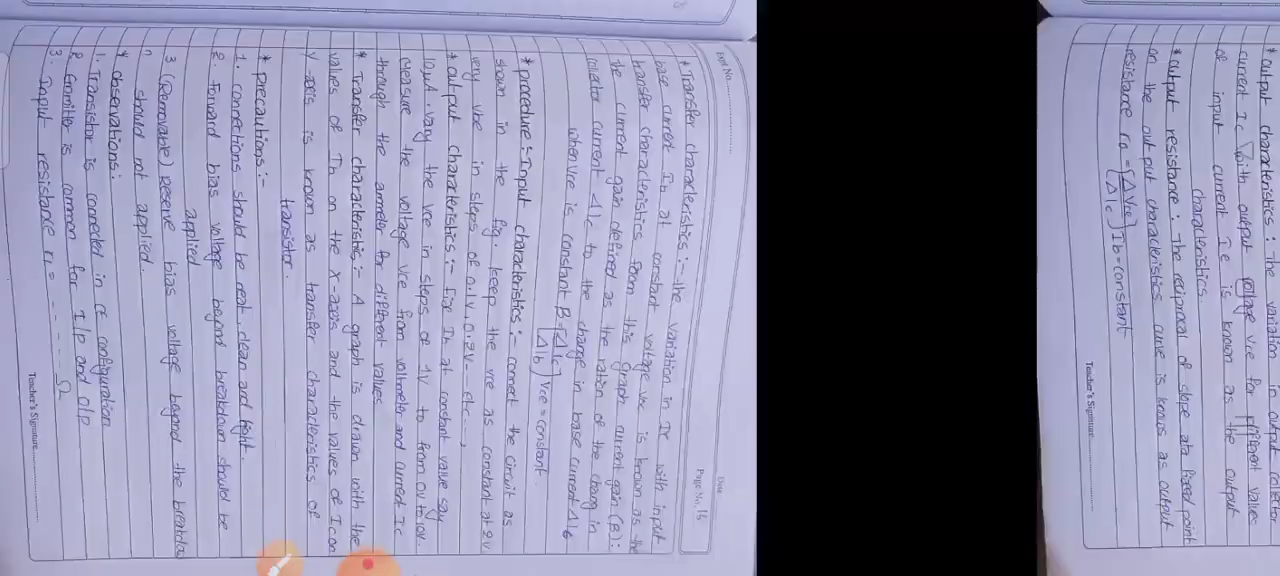 * output characteristics : The variation in output collector
current Ic with output voltage vce for different values
of input current Ie is known as the output
characteristics.
* output resistance : The reciprocal of slope at a fixed point
on the out put characteristics curve is known as output
resistance ro = [ΔVce/ΔIc] Ib = constant
Teacher's Signature
Expt No.
Date
Page No. 15
* Transfer characteristics :- the variation in Ic with input
base current Ib at constant voltage vce is known as the
transfer characteristics from this graph current gain (B) :
the current gain defined as the ration of the chang in
collector current ΔIc to the change in base current ΔIb
when vce is constant B = [ΔIc/ΔIb] Vce = constant
* procedure :- Input characteristics :- connect the circuit as
shown in the fig. keep the vce as constant at 2v
very vbe in steps of 0.1v, 0.2v --- etc...,
* output characteristics :- fix Ib at constant value say
vary the vce in steps of 1v to from 0v to 10v.
measure the voltage vce from voltmeter and current Ic
through the ameter for different values
* Transfer characteristics :- A graph is drawn with the
values of Ib on the x-axis and the values of Ic on
y-axis is known as transfer characteristics of
transistor.
* precautions :-
1. connections should be neat, clean and tight.
2. forward bias voltage beyond breakdown should be
applied
3 (Removable) reserve bias voltage beyond the breakdow
n should not applied.
* observations :
1. Transistor is connected in CE configuration
2. Emitter is common for I/p and O/p
3. Input resistance ri = - - - - Ω
Teacher's Signature